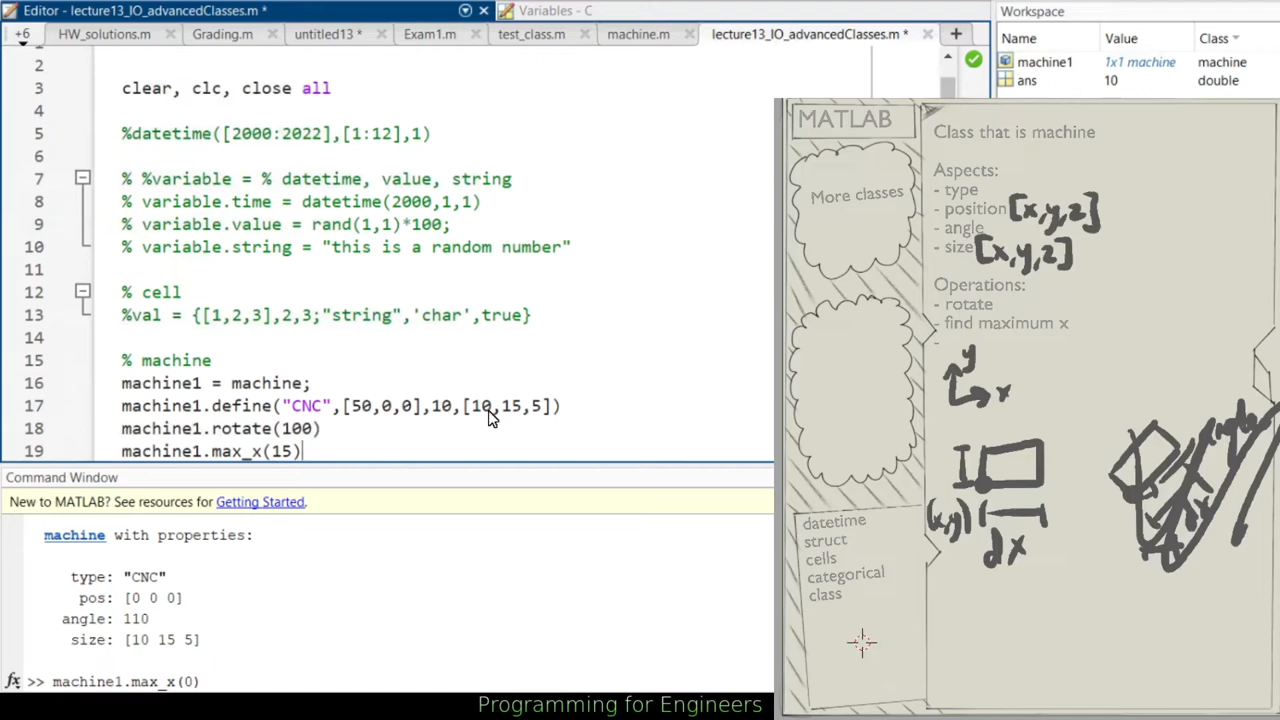 Editor - lecture13_IO_advancedClasses.m *
Variables - C
+6 HW_solutions.m Grading.m untitled13 * Exam1.m test_class.m machine.m lecture13_IO_advancedClasses.m *
2
3 clear, clc, close all
4
5 %datetime([2000:2022],[1:12],1)
6
7 % %variable = % datetime, value, string
8 % variable.time = datetime(2000,1,1)
9 % variable.value = rand(1,1)*100;
10 % variable.string = "this is a random number"
11
12 % cell
13 %val = {[1,2,3],2,3;"string",'char',true}
14
15 % machine
16 machine1 = machine;
17 machine1.define("CNC",[50,0,0],10,[10,15,5])
18 machine1.rotate(100)
19 machine1.max_x(15)
Command Window
New to MATLAB? See resources for Getting Started.
machine with properties:
type: "CNC"
pos: [0 0 0]
angle: 110
size: [10 15 5]
fx >> machine1.max_x(0)
Workspace
Name Value Class
machine1 1x1 machine machine
ans 10 double
MATLAB
More classes
datetime
struct
cells
categorical
class
Class that is machine
Aspects:
- type
- position [x,y,z]
- angle
- size [x,y,z]
Operations:
- rotate
- find maximum x
-
y
x
(x,y)
dx
Programming for Engineers